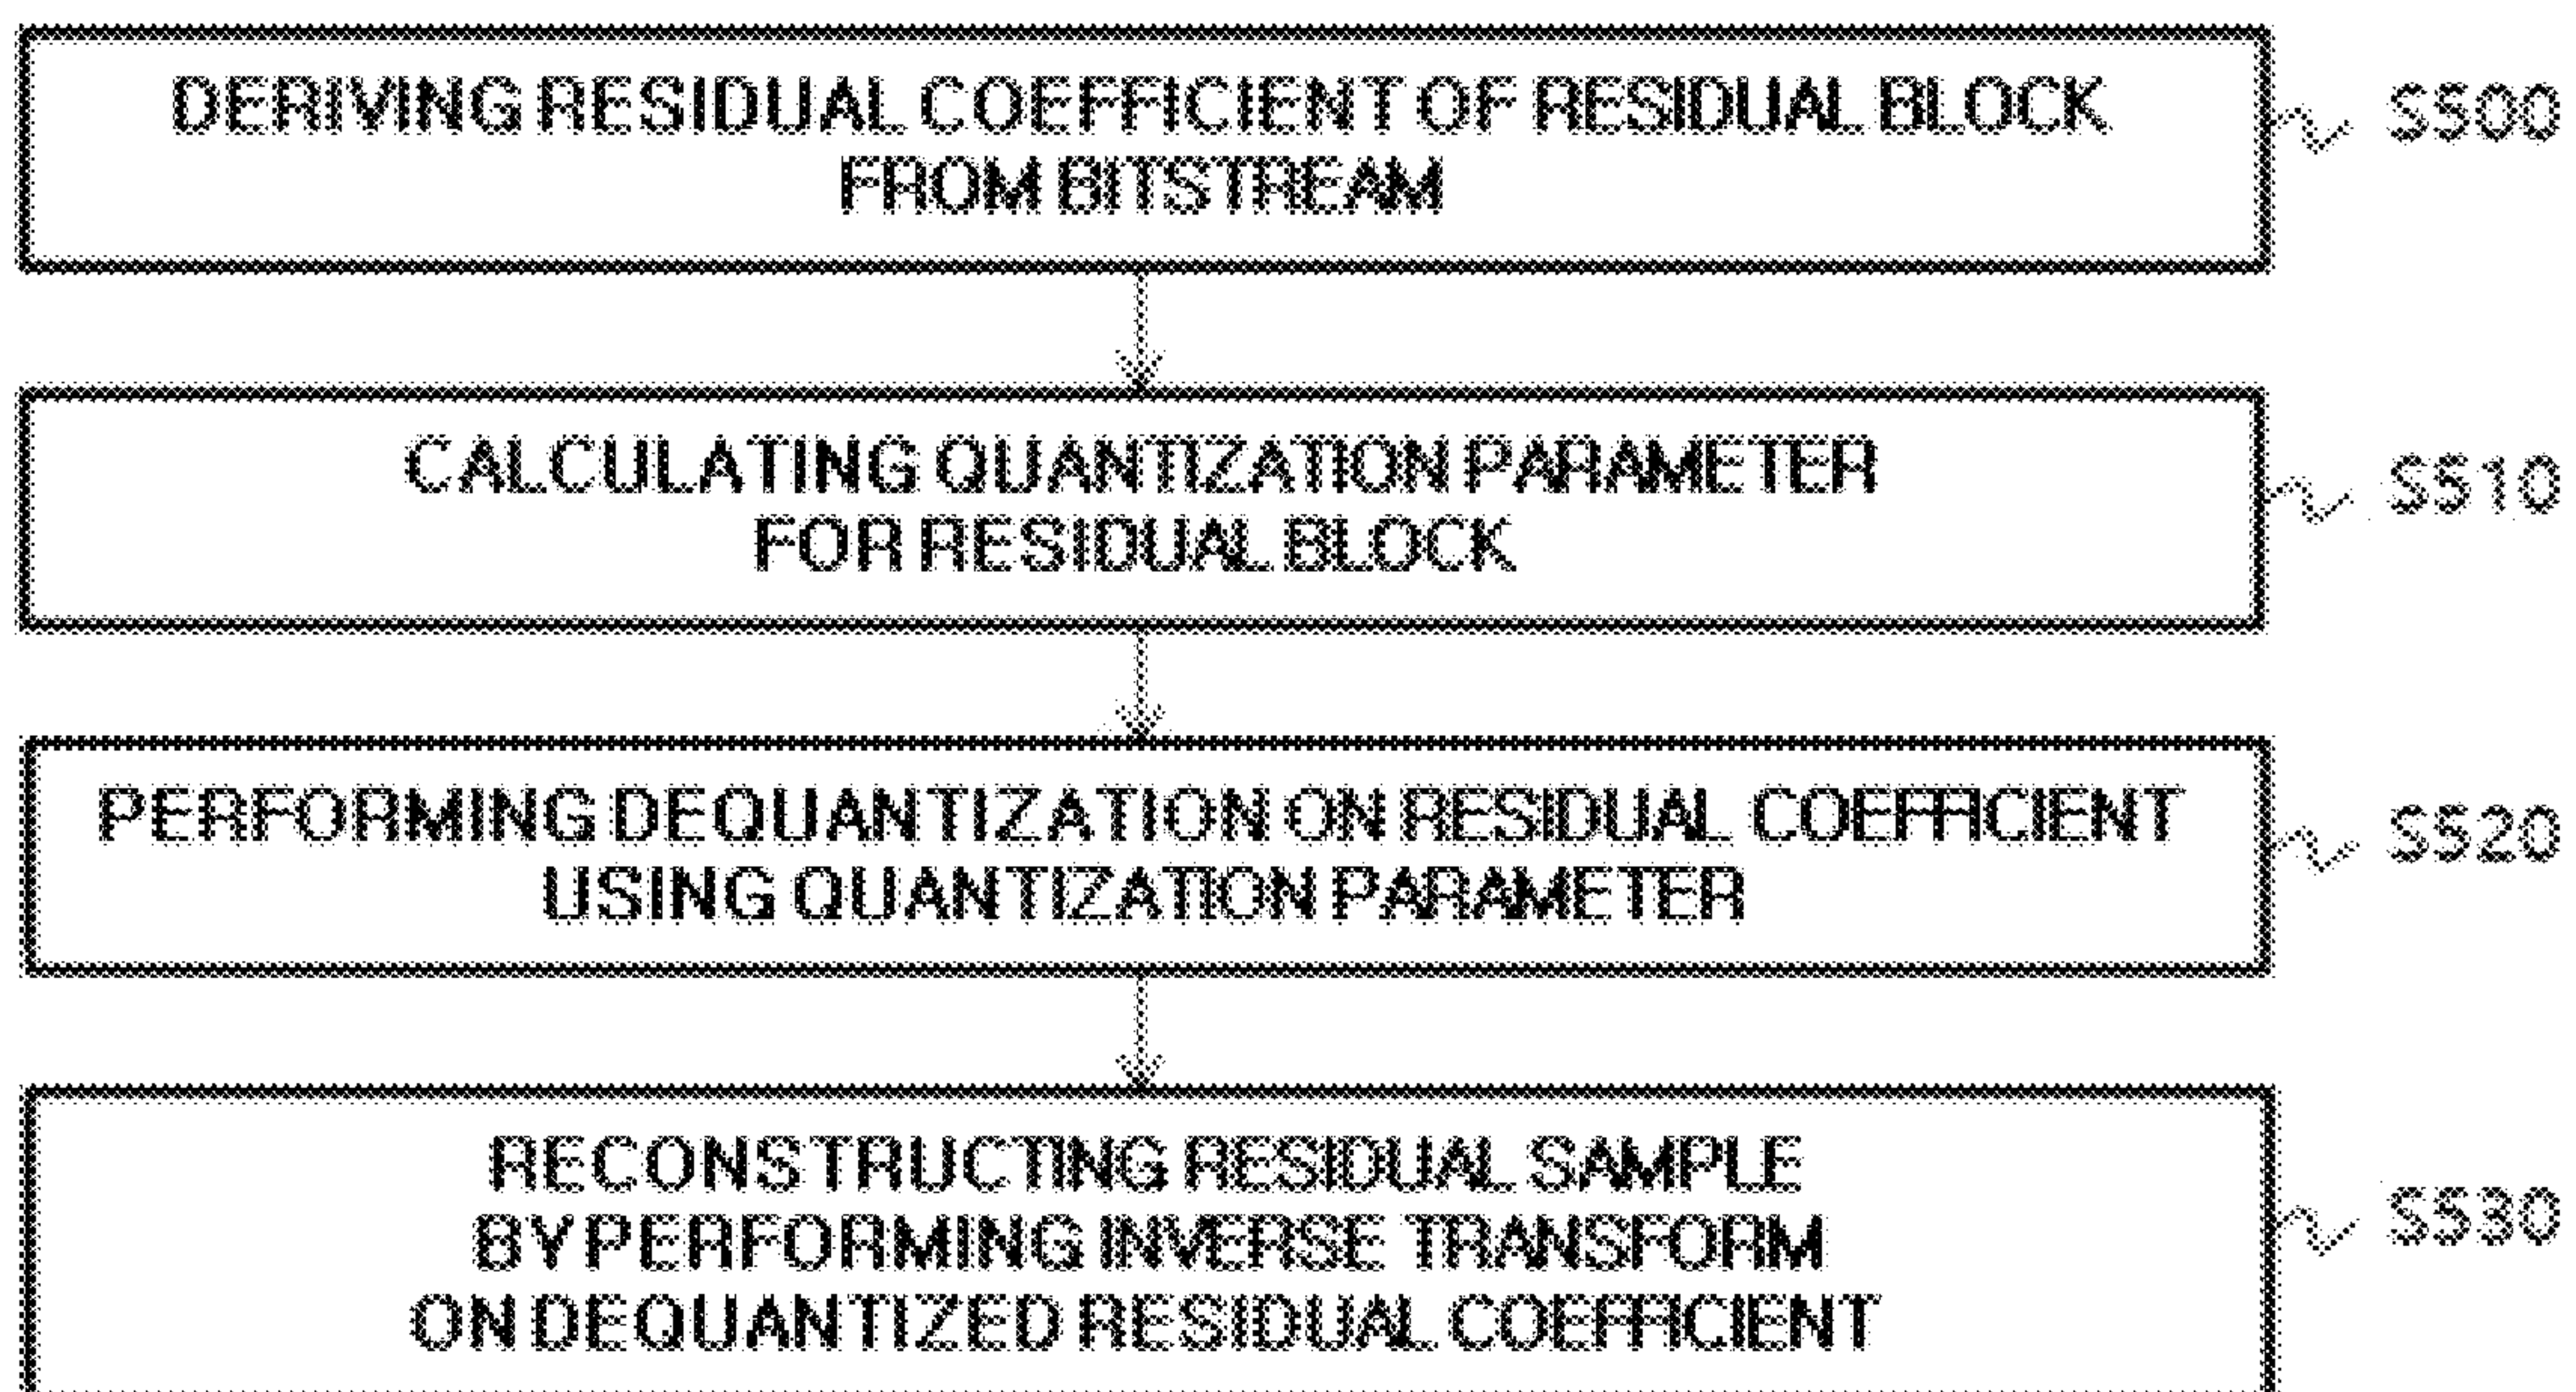 DERIVING RESIDUAL COEFFICIENT OF RESIDUAL BLOCK
FROM BITSTREAM
S500
CALCULATING QUANTIZATION PARAMETER
FOR RESIDUAL BLOCK
S510
PERFORMING DEQUANTIZATION ON RESIDUAL COEFFICIENT
USING QUANTIZATION PARAMETER
S520
RECONSTRUCTING RESIDUAL SAMPLE
BY PERFORMING INVERSE TRANSFORM
ON DEQUANTIZED RESIDUAL COEFFICIENT
S530